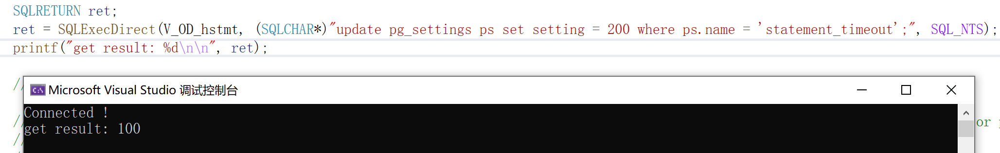 SQLRETURN ret;
ret = SQLExecDirect(V_OD_hstmt, (SQLCHAR*)"update pg_settings ps set setting = 200 where ps.name = 'statement_timeout';", SQL_NTS);
printf("get result: %d\n\n", ret);
//
C:\ Microsoft Visual Studio 调试控制台
Connected !
get result: 100
// or
//